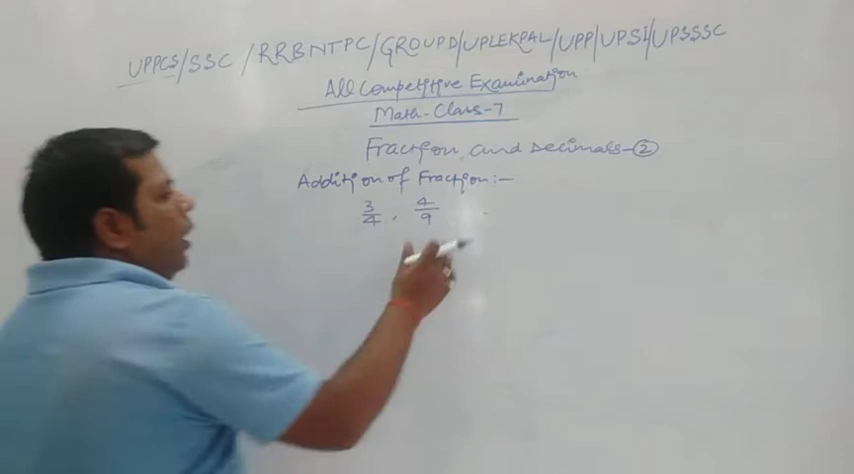 UPPCS/SSC/RRBNTPC/GROUPD/UPLEKPAL/UPP/UPSI/UPSSSC
All Competitive Examination
Math-Class-7
Fraction and Decimals-②
Addition of Fraction:-
3/4, 4/9